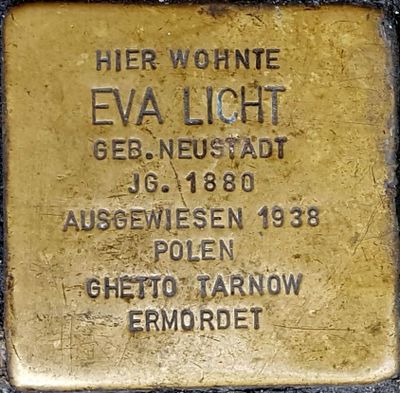 HIER WOHNTE
EVA LICHT
GEB. NEUSTADT
JG. 1880
AUSGEWIESEN 1938
POLEN
GHETTO TARNOW
ERMORDET